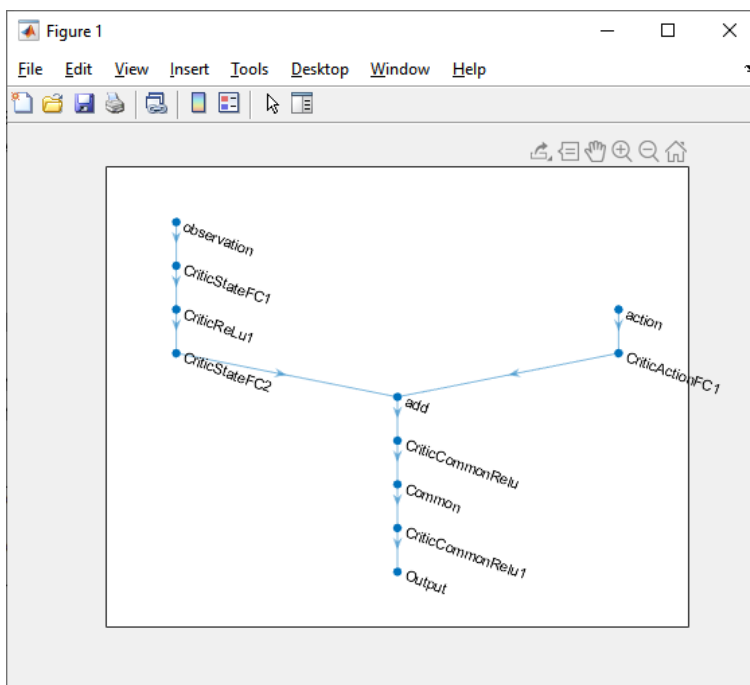 Figure 1
File Edit View Insert Tools Desktop Window Help
observation
CriticStateFC1
CriticReLu1
CriticStateFC2
action
CriticActionFC1
add
CriticCommonRelu
Common
CriticCommonRelu1
Output